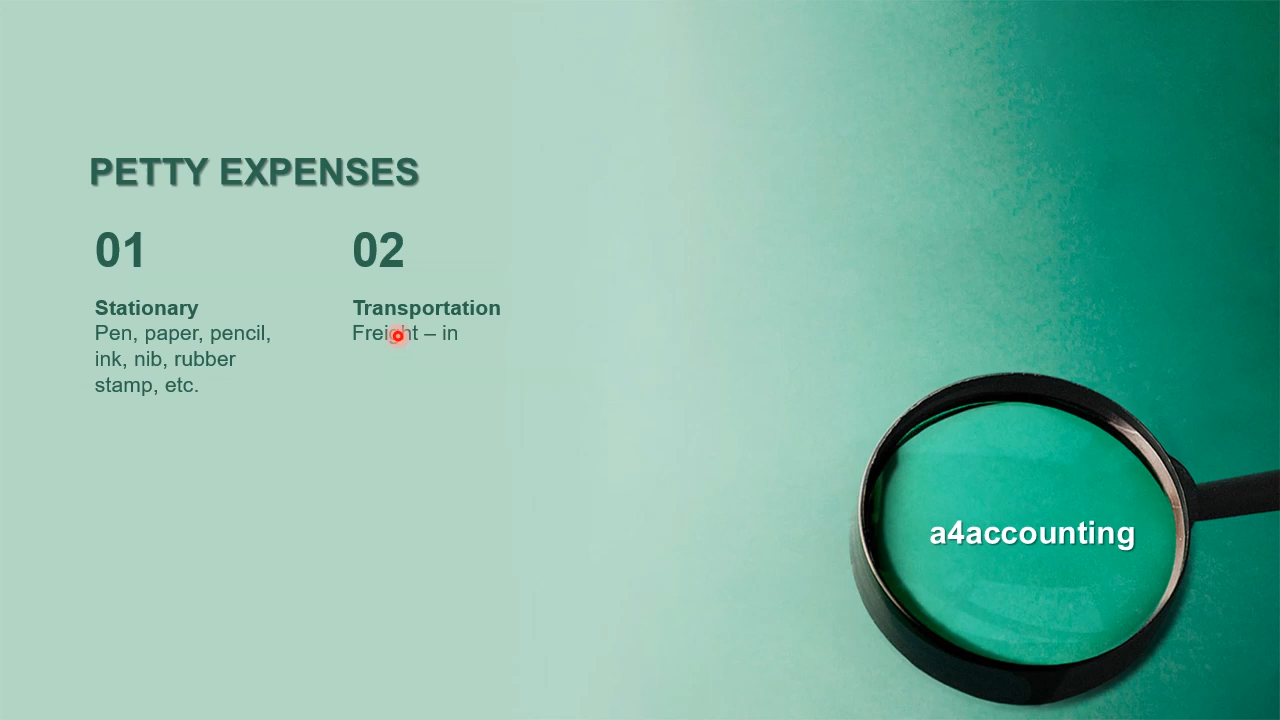 PETTY EXPENSES
01
Stationary
Pen, paper, pencil,
ink, nib, rubber
stamp, etc.
02
Transportation
Freight – in
a4accounting